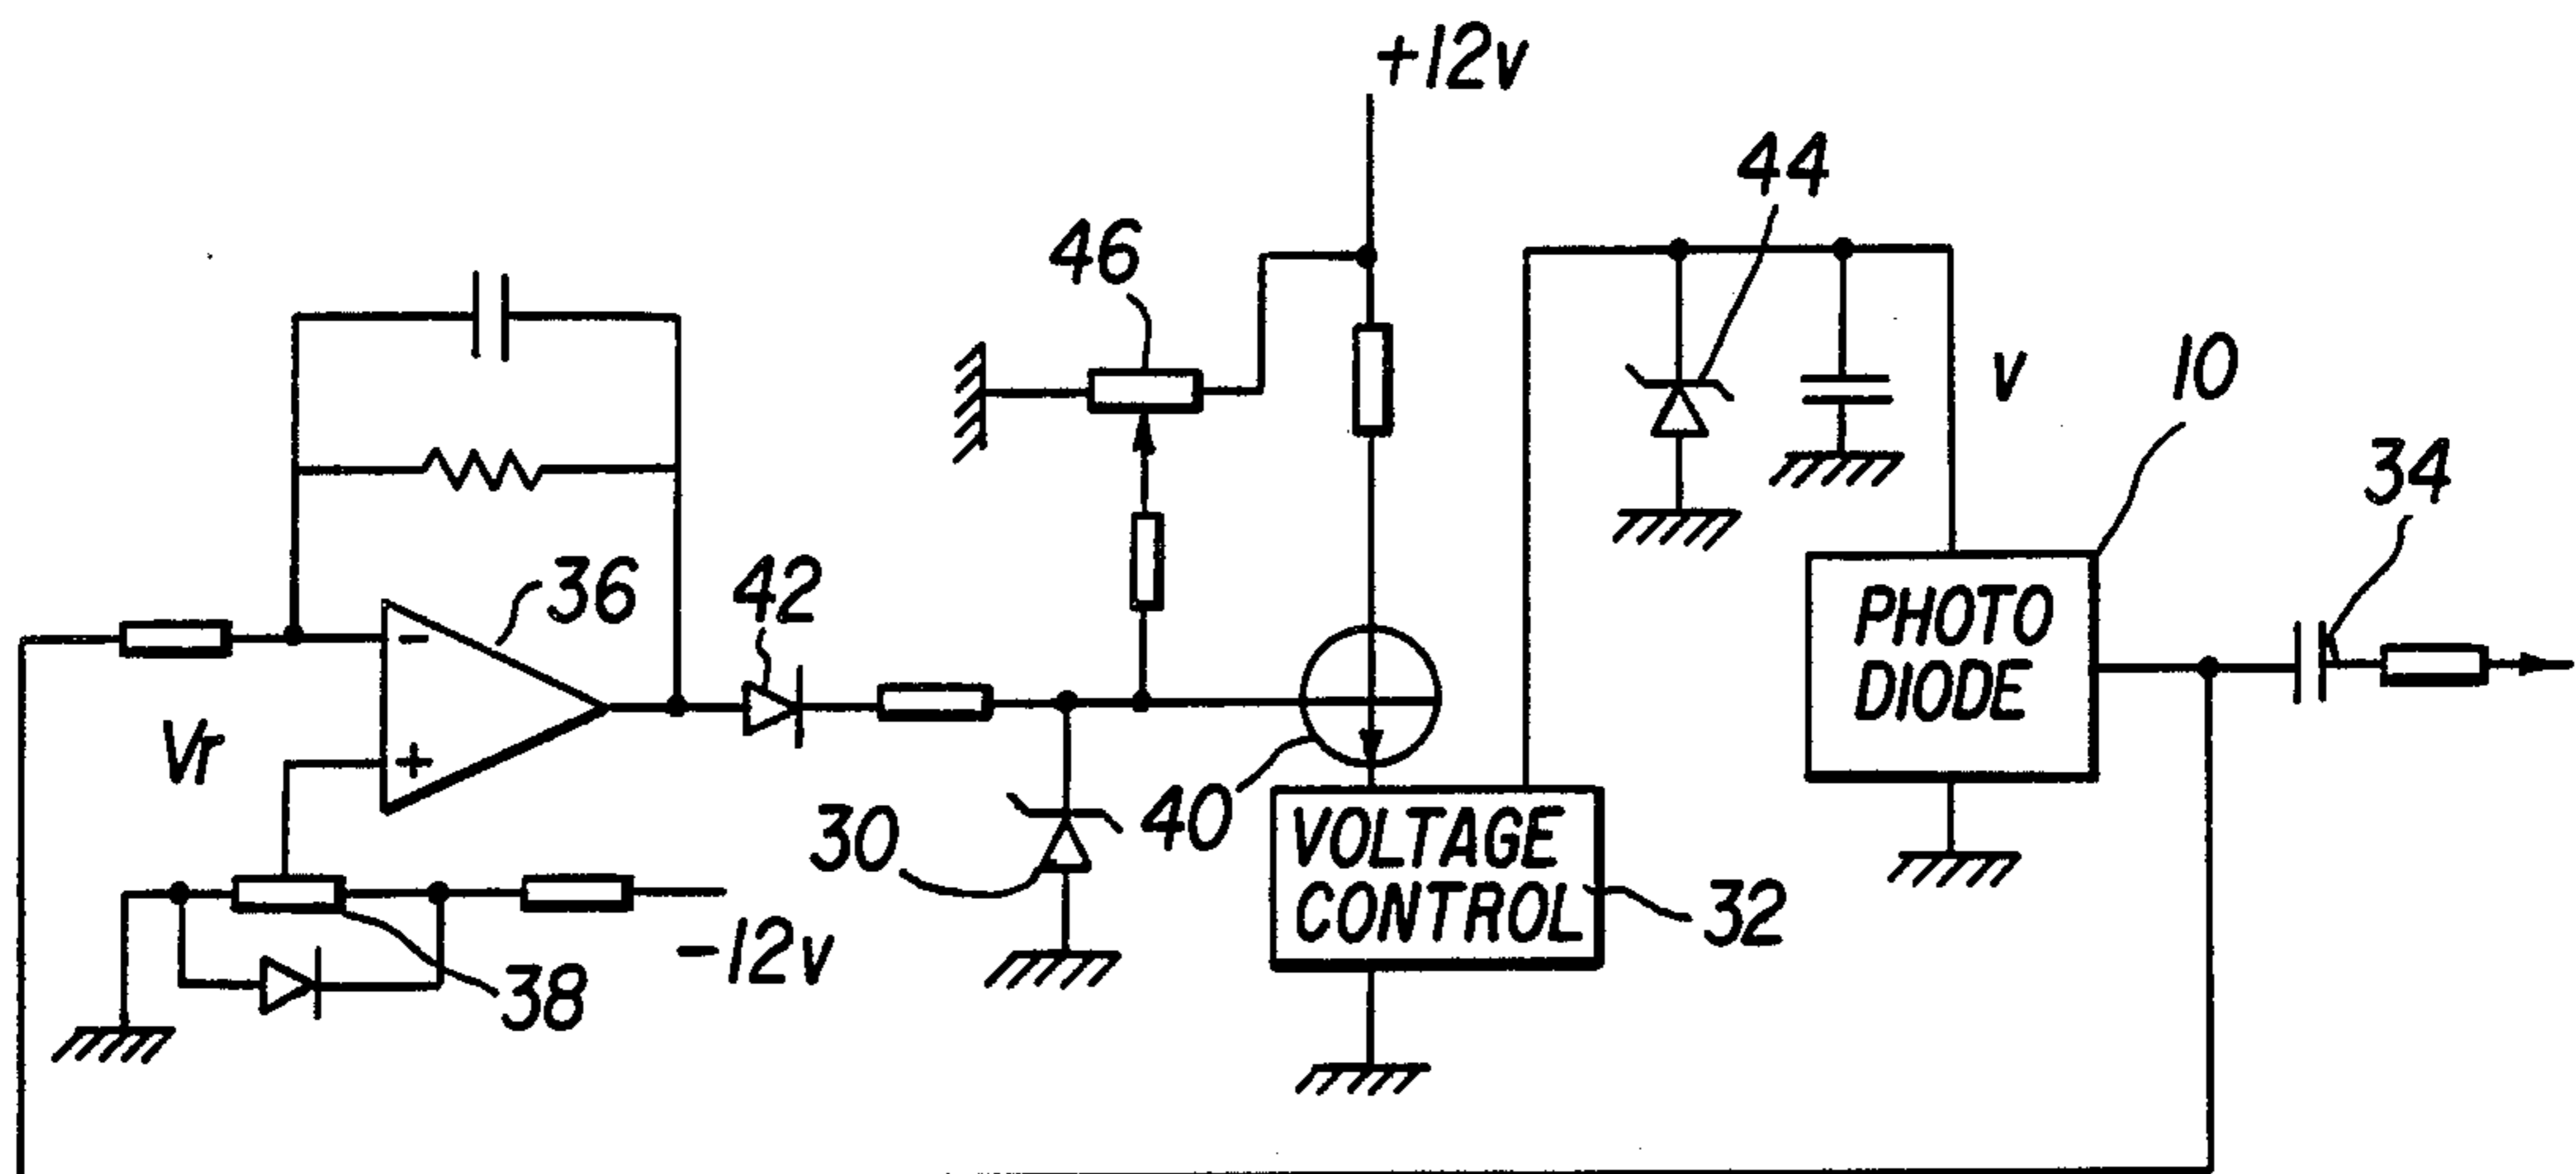 +12v
44
46
v
10
34
36
42
PHOTO
DIODE
Vr
-
+
30
40
VOLTAGE
CONTROL
32
-12v
38